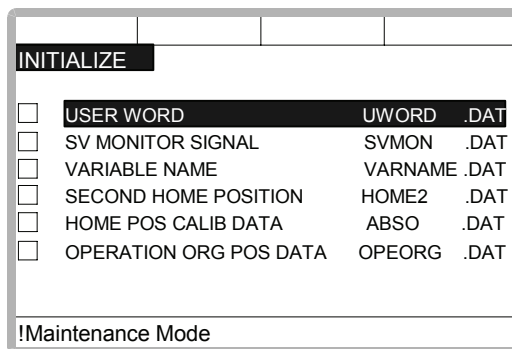 INITIALIZE
USER WORD UWORD .DAT
SV MONITOR SIGNAL SVMON .DAT
VARIABLE NAME VARNAME .DAT
SECOND HOME POSITION HOME2 .DAT
HOME POS CALIB DATA ABSO .DAT
OPERATION ORG POS DATA OPEORG .DAT
!Maintenance Mode